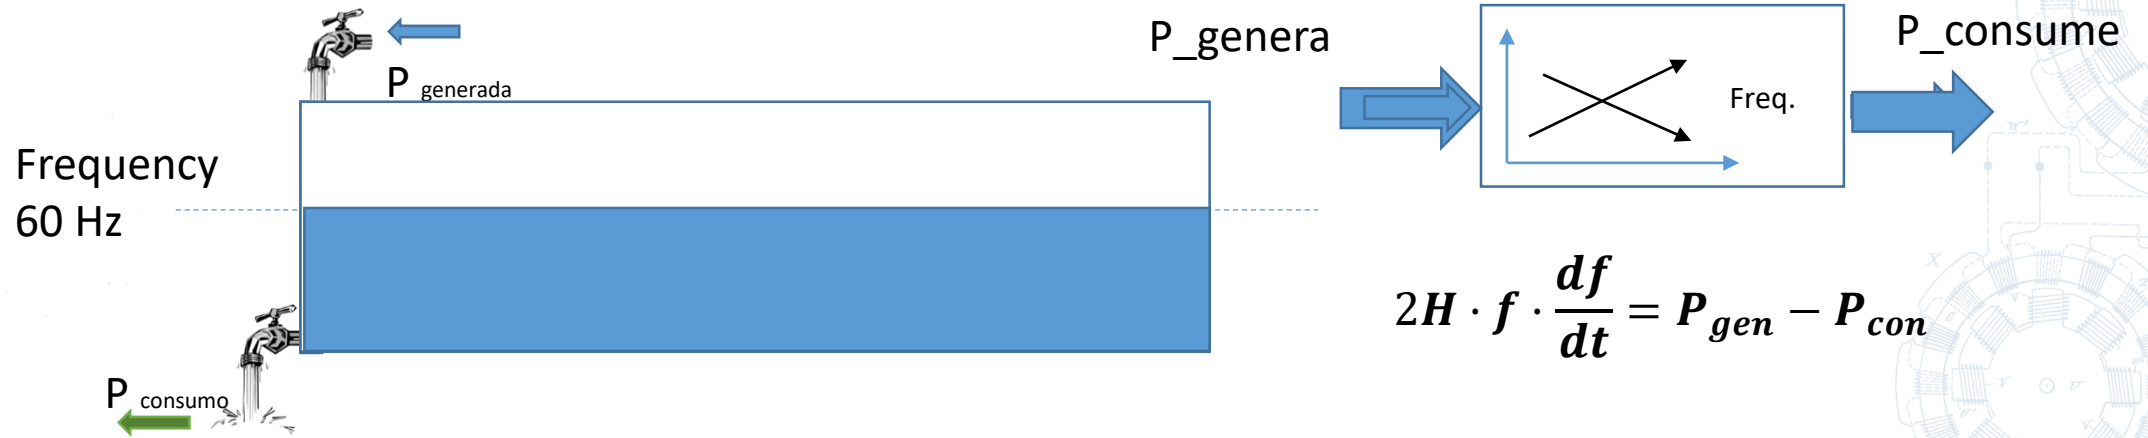 P generada
Frequency
60 Hz
P consumo
P_genera
Freq.
P_consume
2H · f · df/dt = P_gen − P_con